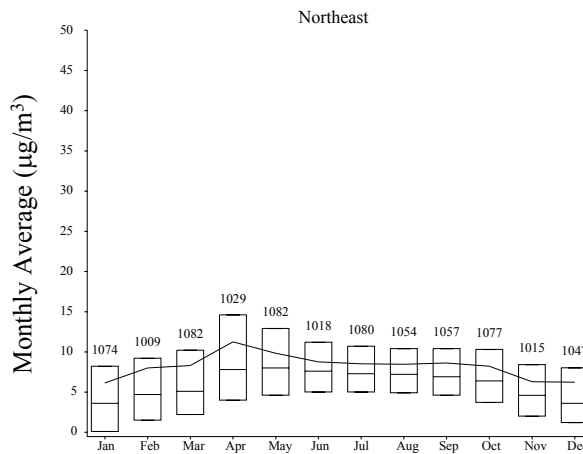 Northeast
Monthly Average (µg/m³)
50
45
40
35
30
25
20
15
10
5
0
1074 1009 1082 1029 1082 1018 1080 1054 1057 1077 1015 1047
Jan Feb Mar Apr May Jun Jul Aug Sep Oct Nov De